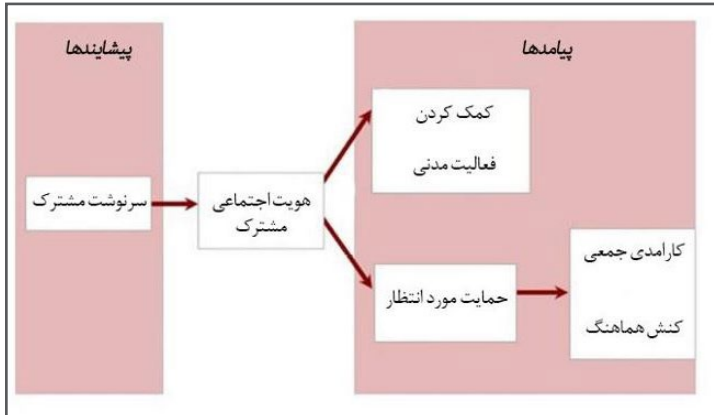 پیشایندها
پیامدها
سرنوشت مشترک
هویت اجتماعی
مشترک
کمک کردن
فعالیت مدنی
حمایت مورد انتظار
کارامدی جمعی
کنش هماهنگ